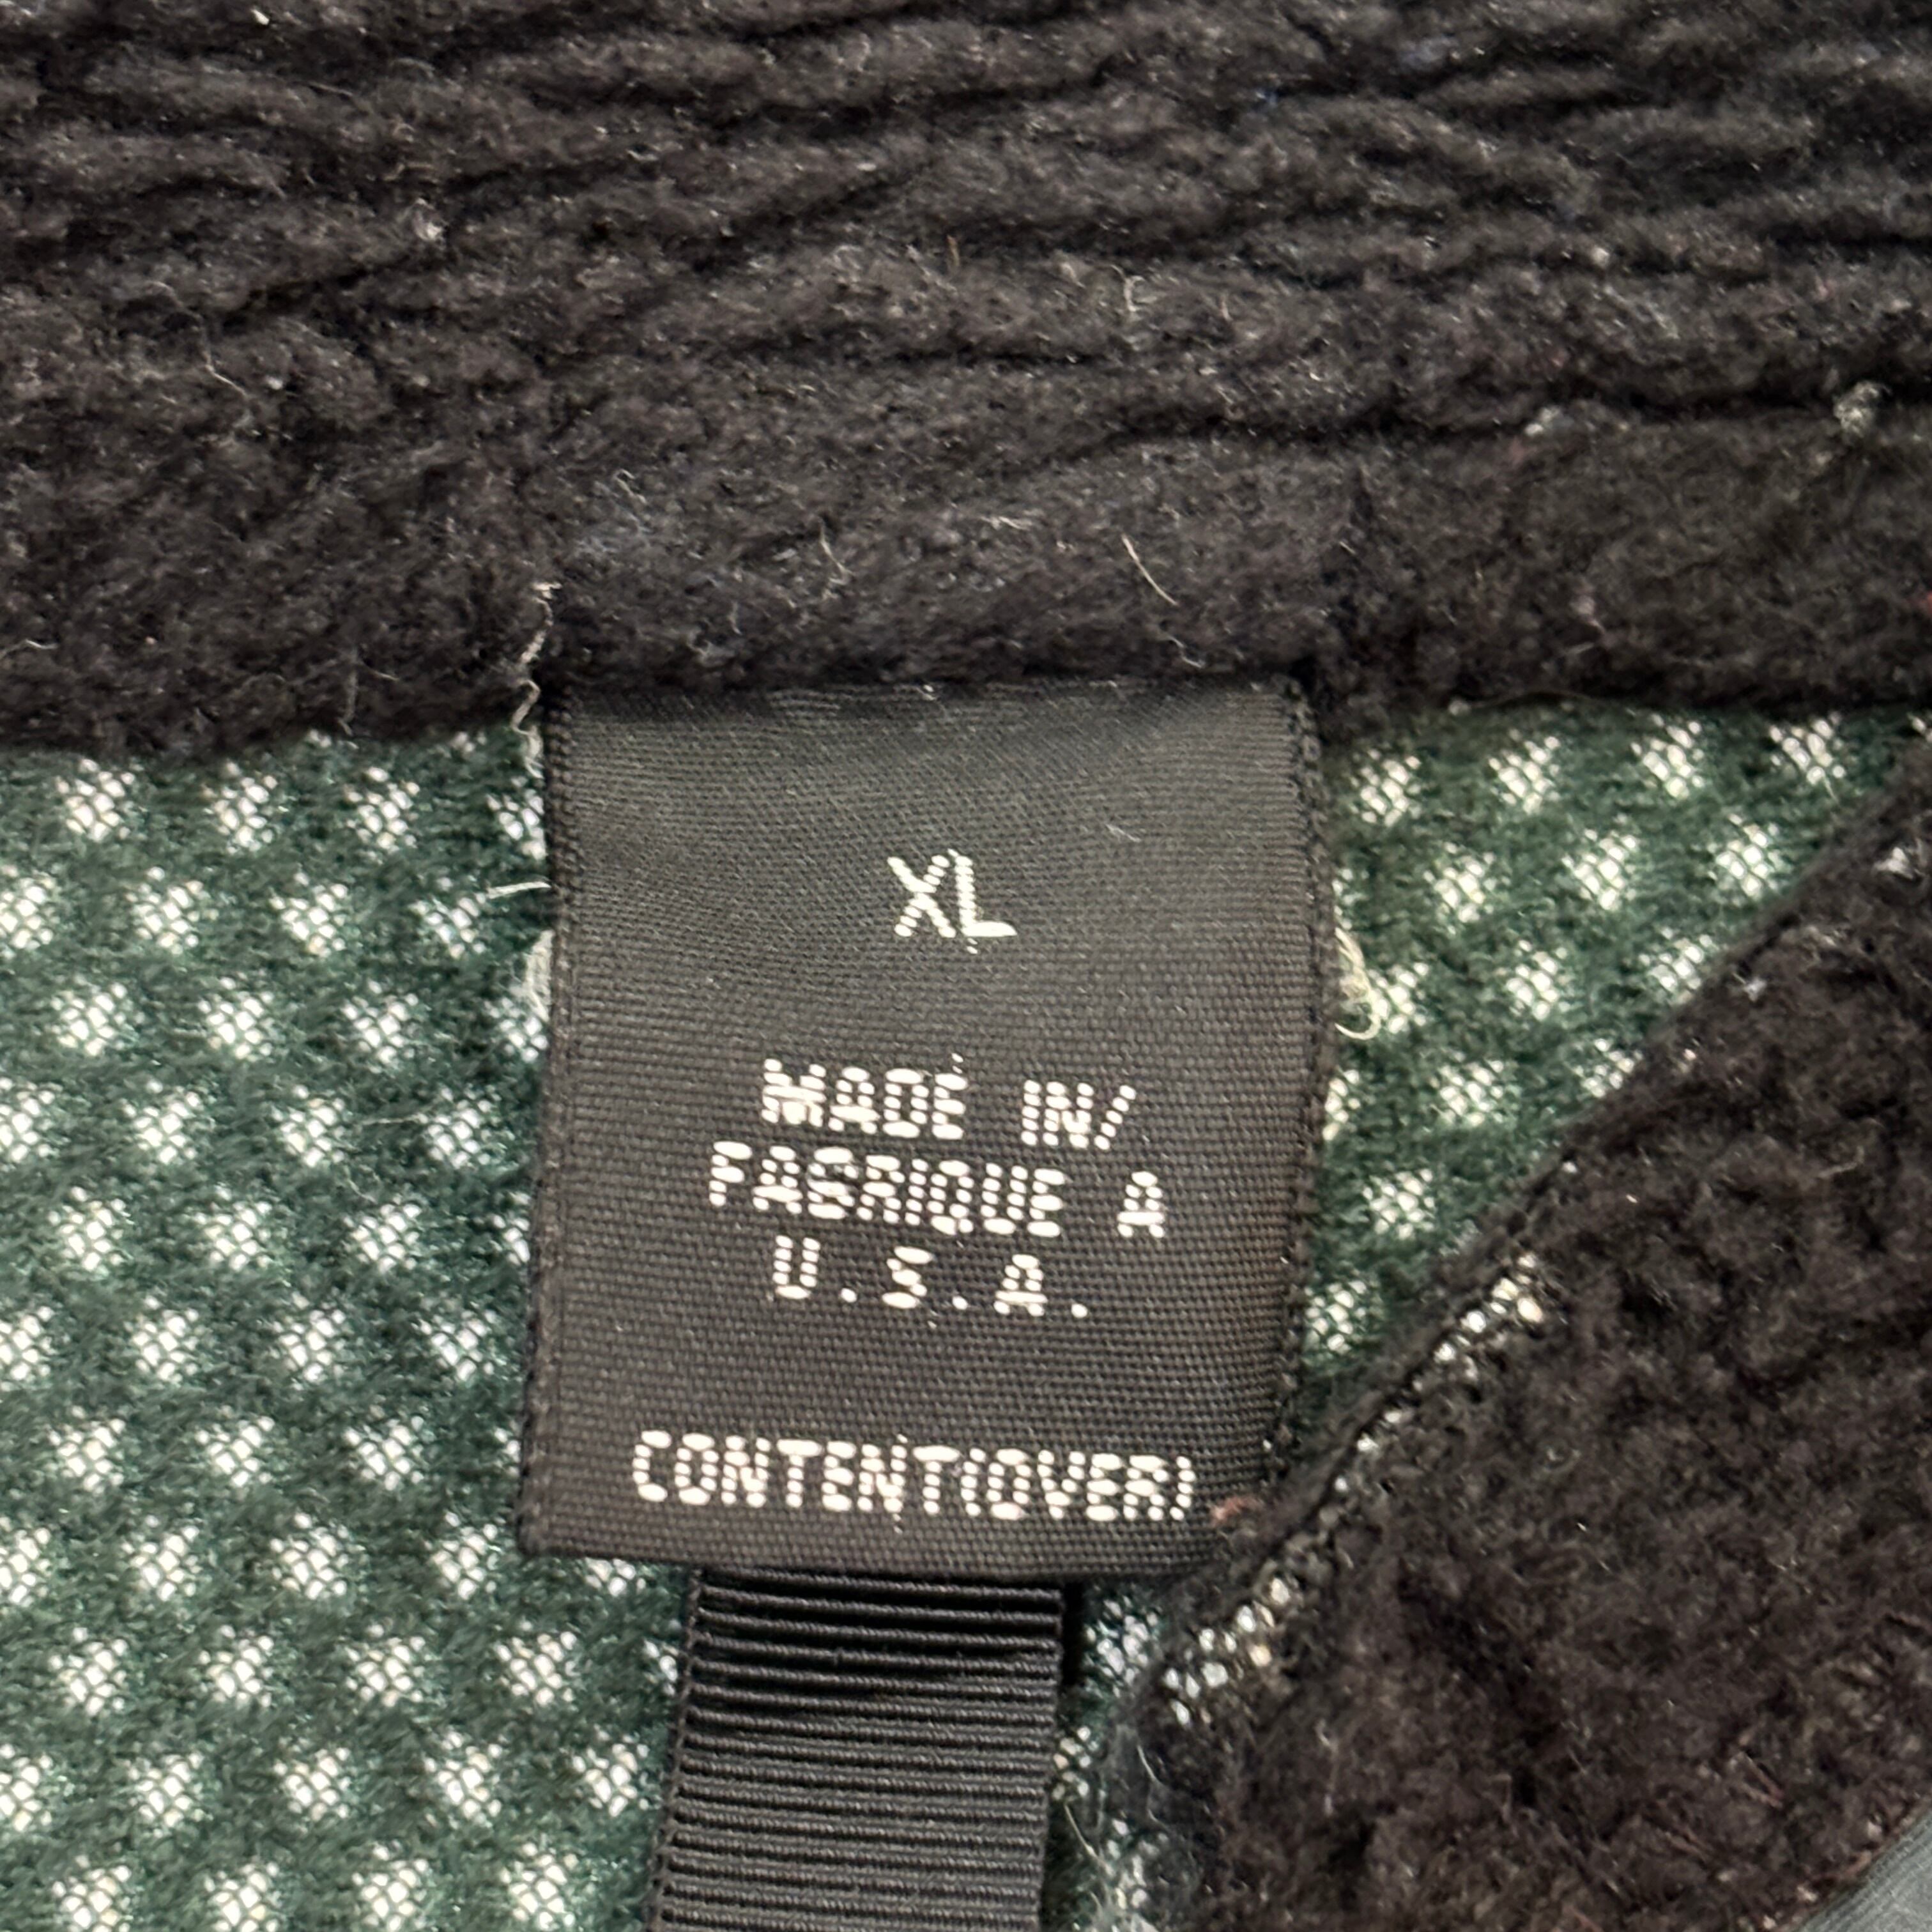 XL
MADE IN/
FABRIQUE A
U.S.A.
CONTENT(OVER)